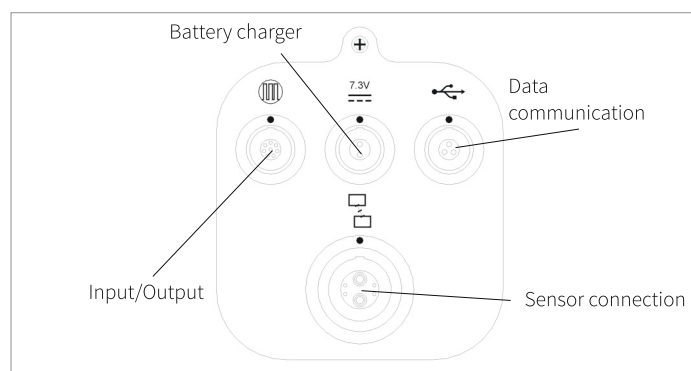 Battery charger
7.3V
Data
communication
Input/Output
Sensor connection